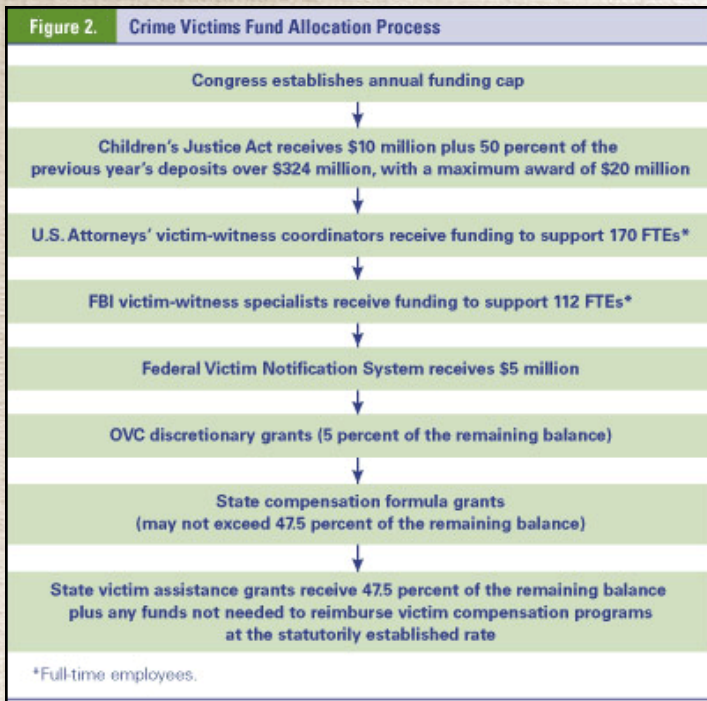 Figure 2. Crime Victims Fund Allocation Process
Congress establishes annual funding cap
Children's Justice Act receives $10 million plus 50 percent of the
previous year's deposits over $324 million, with a maximum award of $20 million
U.S. Attorneys' victim-witness coordinators receive funding to support 170 FTEs*
FBI victim-witness specialists receive funding to support 112 FTEs*
Federal Victim Notification System receives $5 million
OVC discretionary grants (5 percent of the remaining balance)
State compensation formula grants
(may not exceed 47.5 percent of the remaining balance)
State victim assistance grants receive 47.5 percent of the remaining balance
plus any funds not needed to reimburse victim compensation programs
at the statutorily established rate
*Full-time employees.